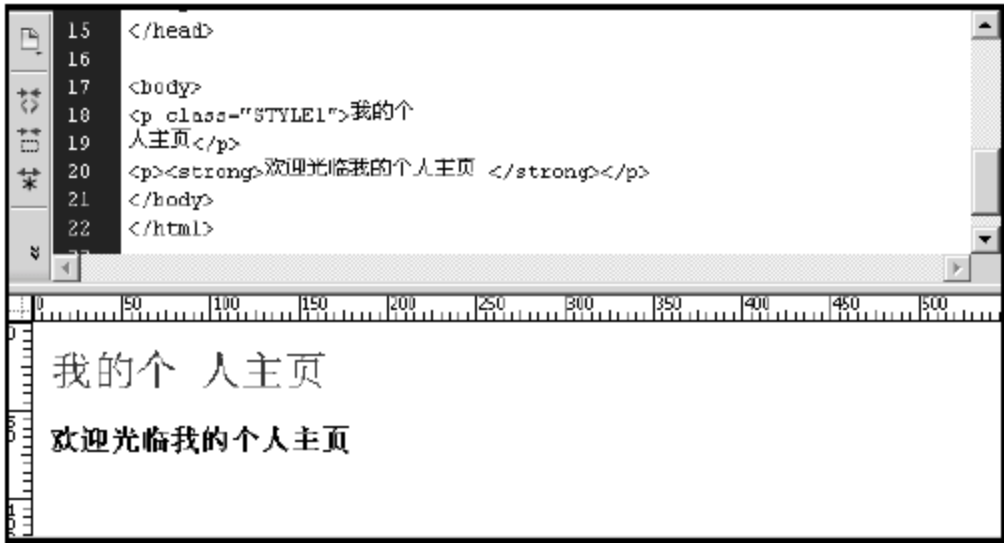 15 </head>
16
17 <body>
18 <p class="STYLE1">我的个
19 人主页</p>
20 <p><strong>欢迎光临我的个人主页 </strong></p>
21 </body>
22 </html>
0 50 100 150 200 250 300 350 400 450 500
我的个 人主页
欢迎光临我的个人主页